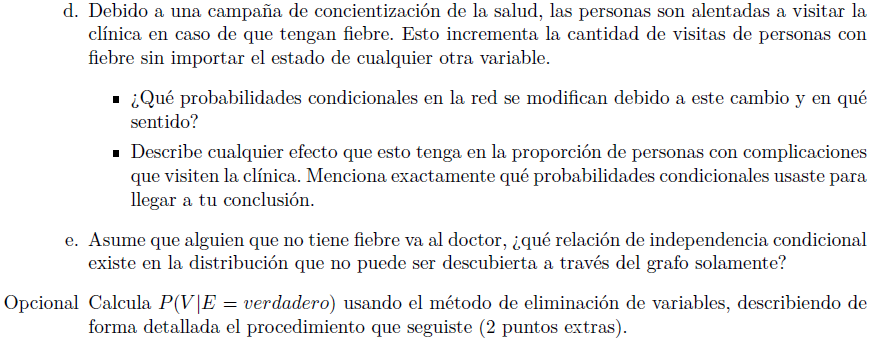 d. Debido a una campaña de concientización de la salud, las personas son alentadas a visitar la
clínica en caso de que tengan fiebre. Esto incrementa la cantidad de visitas de personas con
fiebre sin importar el estado de cualquier otra variable.
▪ ¿Qué probabilidades condicionales en la red se modifican debido a este cambio y en qué
sentido?
▪ Describe cualquier efecto que esto tenga en la proporción de personas con complicaciones
que visiten la clínica. Menciona exactamente qué probabilidades condicionales usaste para
llegar a tu conclusión.
e. Asume que alguien que no tiene fiebre va al doctor, ¿qué relación de independencia condicional
existe en la distribución que no puede ser descubierta a través del grafo solamente?
Opcional Calcula P(V|E = verdadero) usando el método de eliminación de variables, describiendo de
forma detallada el procedimiento que seguiste (2 puntos extras).